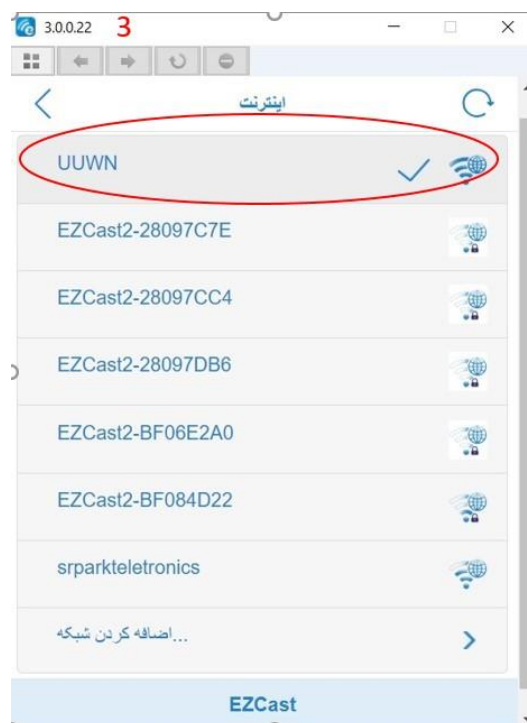 3.0.0.22 3
اینترنت
UUWN
EZCast2-28097C7E
EZCast2-28097CC4
EZCast2-28097DB6
EZCast2-BF06E2A0
EZCast2-BF084D22
srparkteletronics
اضافه کردن شبکه...
EZCast